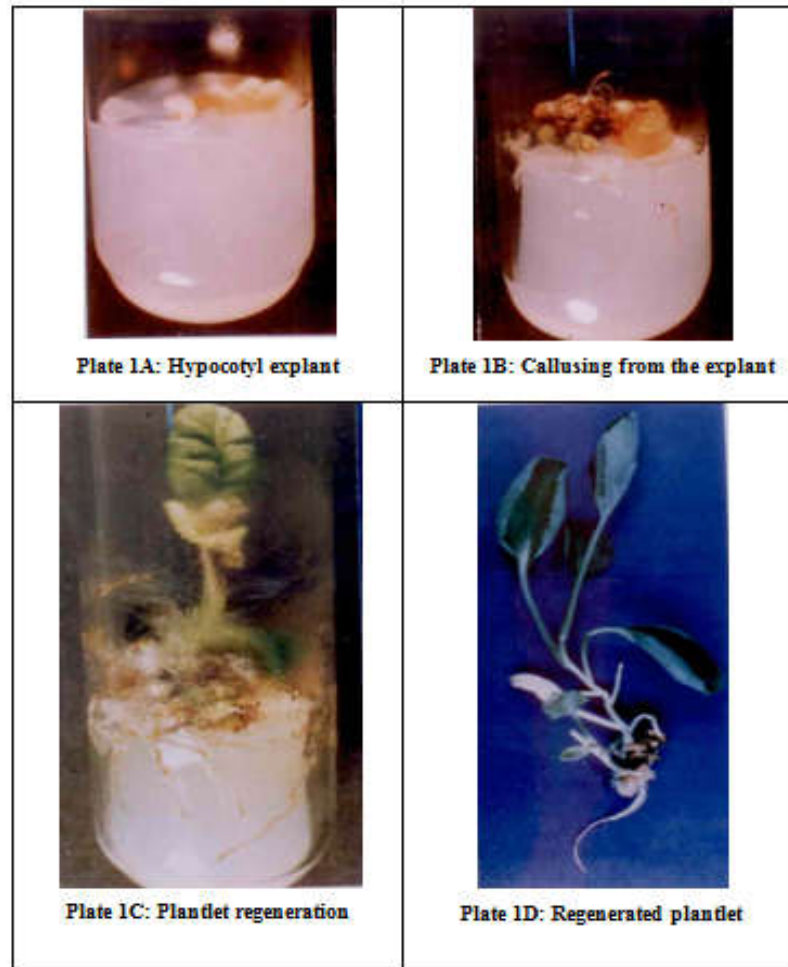 Plate 1A: Hypocotyl explant
Plate 1B: Callusing from the explant
Plate 1C: Plantlet regeneration
Plate 1D: Regenerated plantlet